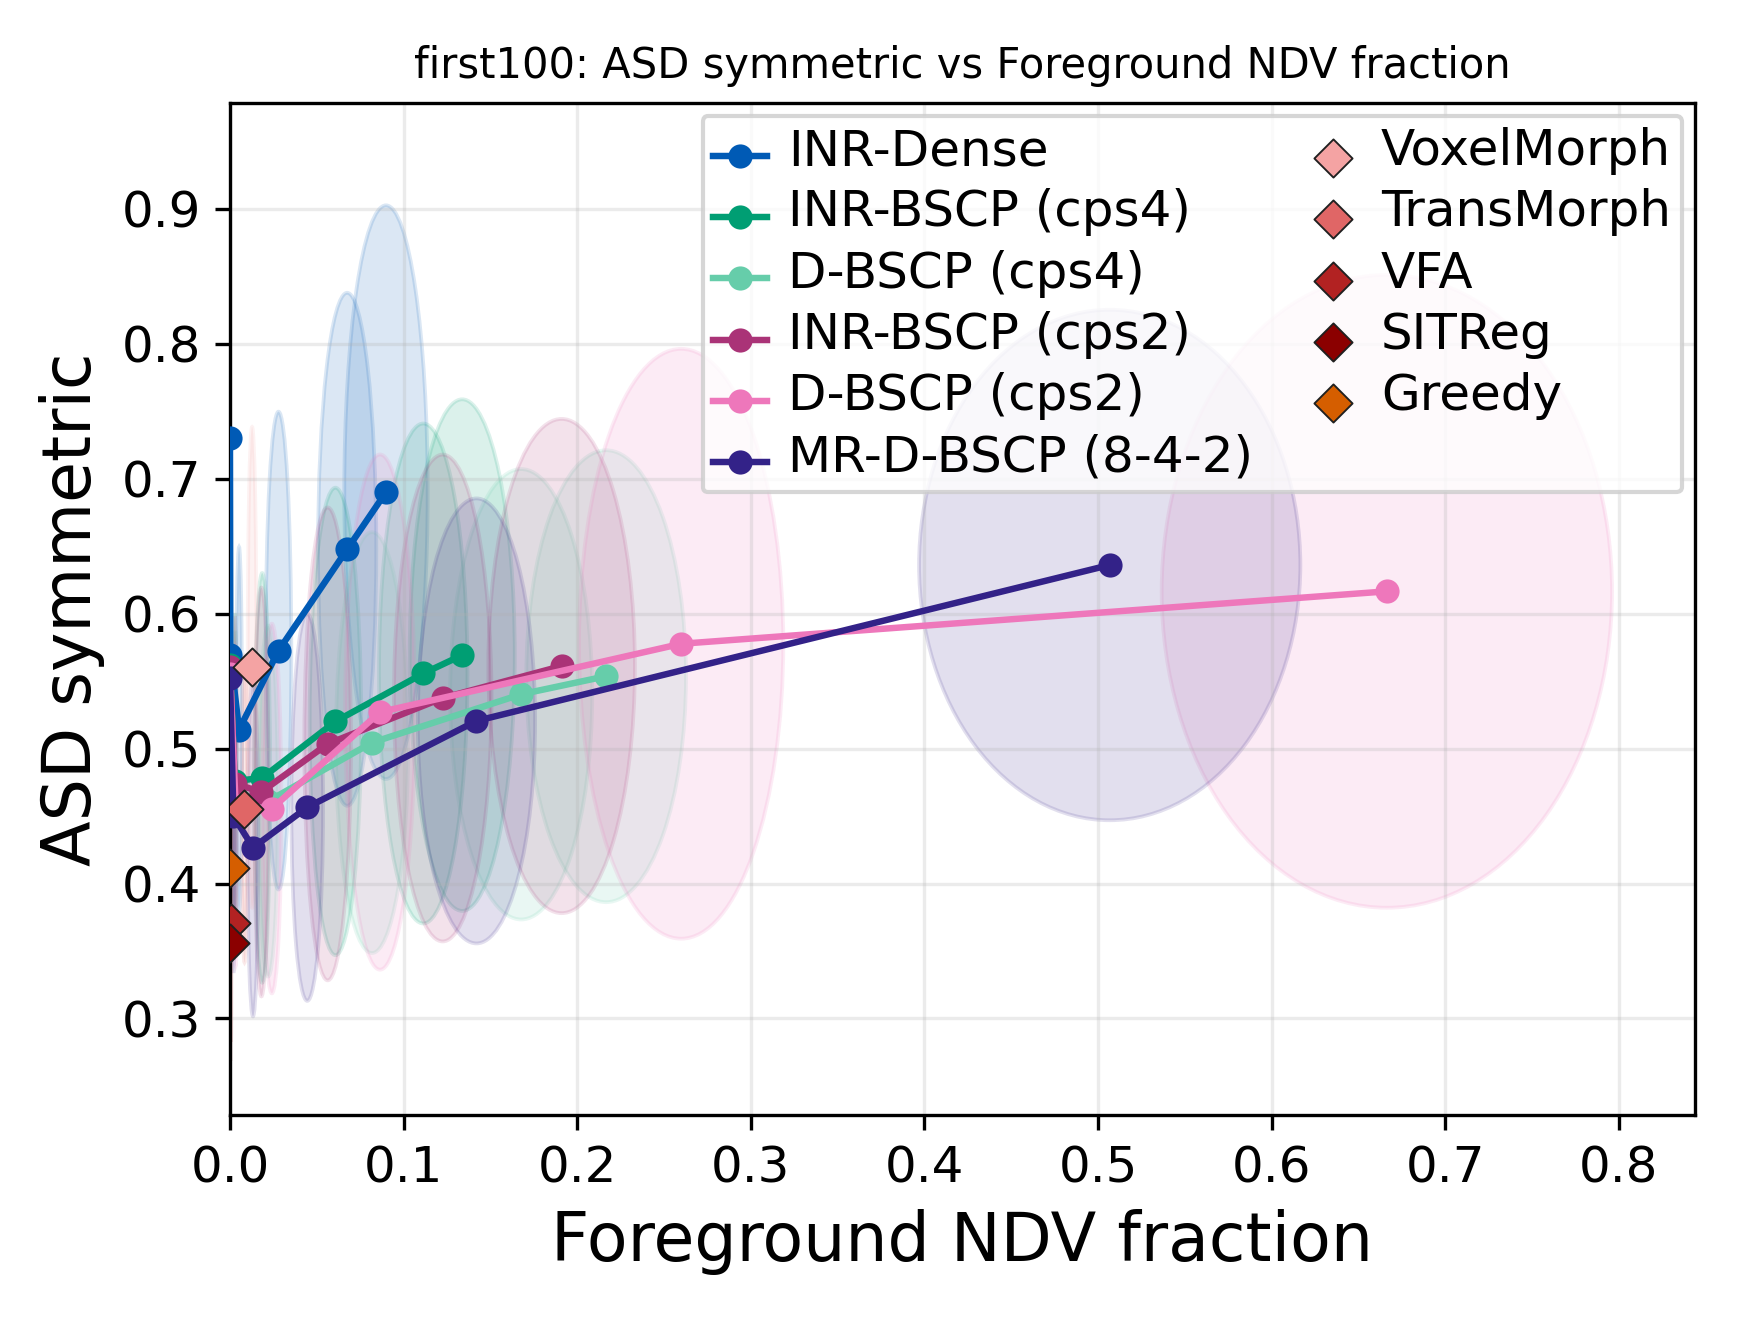 first100: ASD symmetric vs Foreground NDV fraction
INR-Dense
INR-BSCP (cps4)
D-BSCP (cps4)
INR-BSCP (cps2)
D-BSCP (cps2)
MR-D-BSCP (8-4-2)
VoxelMorph
TransMorph
VFA
SITReg
Greedy
ASD symmetric
0.9
0.8
0.7
0.6
0.5
0.4
0.3
0.0 0.1 0.2 0.3 0.4 0.5 0.6 0.7 0.8
Foreground NDV fraction